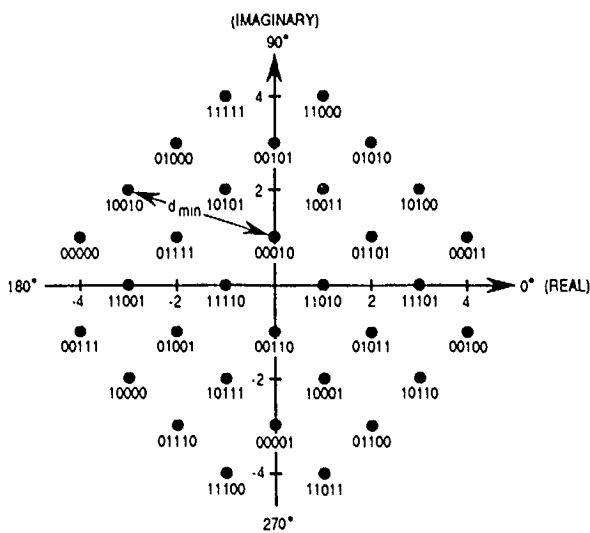 (IMAGINARY)
90°
4
11111 11000
01000 00101 01010
2
10010 d min 10101 10011 10100
00000 01111 00010 01101 00011
180° 0° (REAL)
-4 11001 -2 11110 11010 2 11101 4
00111 01001 00110 01011 00100
-2
10000 10111 10001 10110
01110 00001 01100
-4
11100 11011
270°